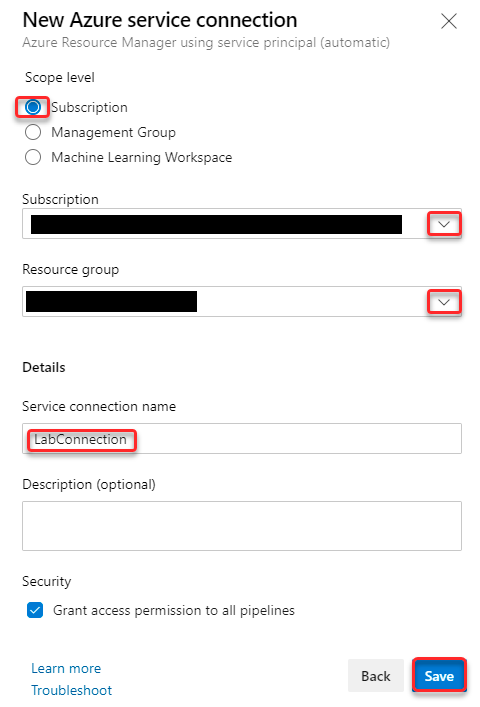 New Azure service connection
Azure Resource Manager using service principal (automatic)
Scope level
Subscription
Management Group
Machine Learning Workspace
Subscription
Resource group
Details
Service connection name
LabConnection
Description (optional)
Security
Grant access permission to all pipelines
Learn more
Troubleshoot
Back
Save